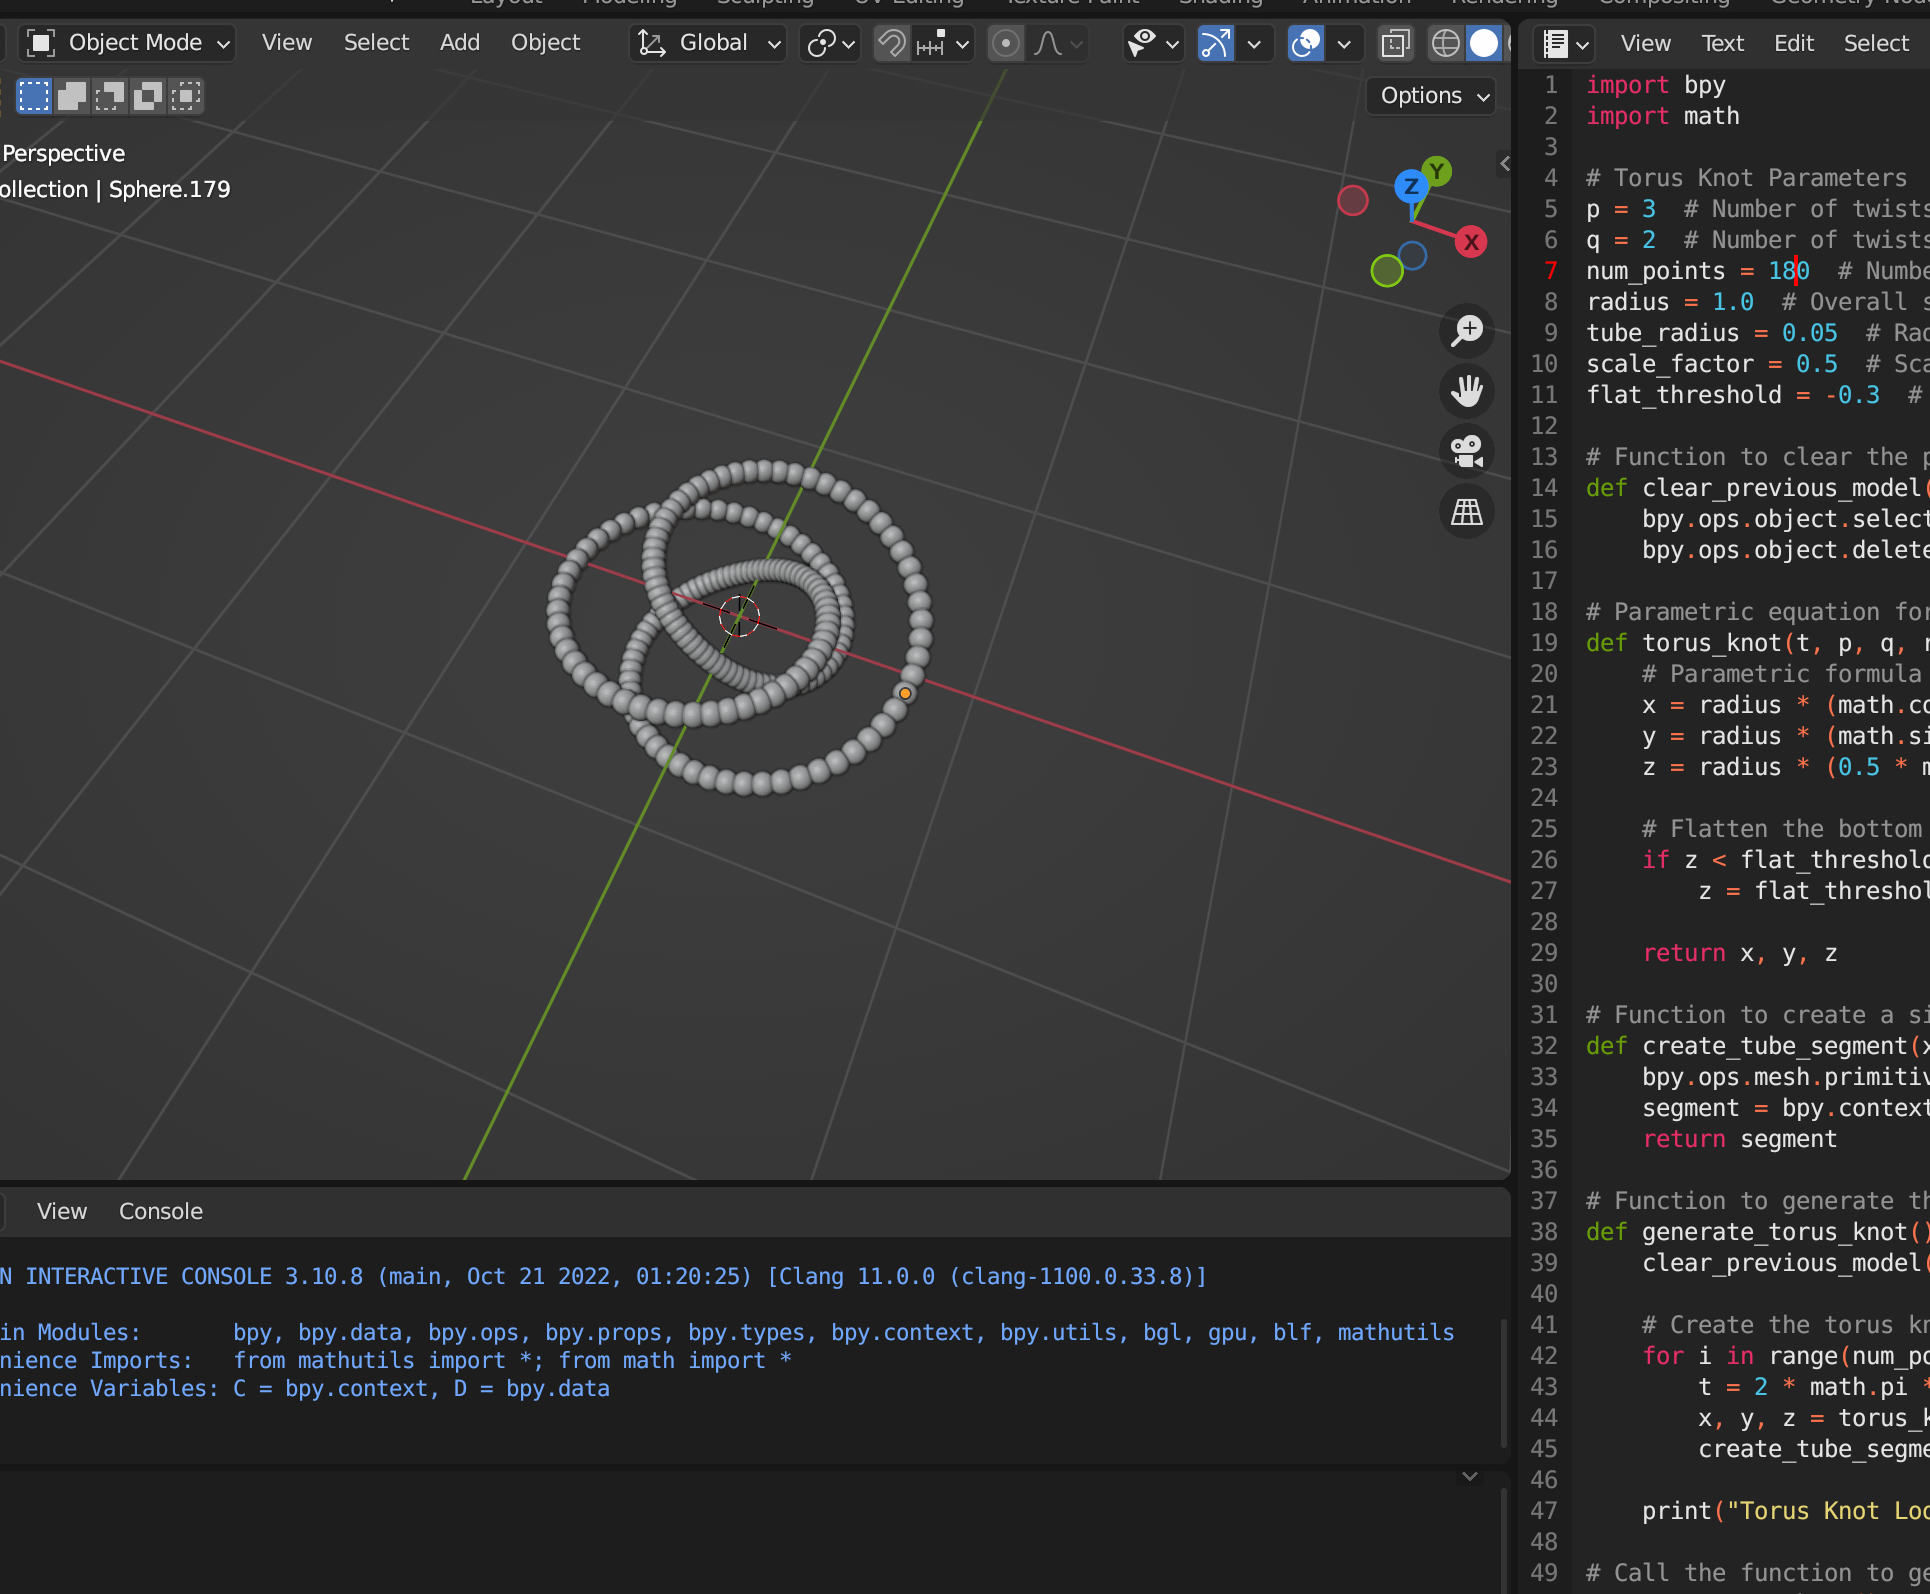 Object Mode View Select Add Object Global
Options
Perspective
ollection | Sphere.179
Y
Z
X
View Console
N INTERACTIVE CONSOLE 3.10.8 (main, Oct 21 2022, 01:20:25) [Clang 11.0.0 (clang-1100.0.33.8)]
in Modules: bpy, bpy.data, bpy.ops, bpy.props, bpy.types, bpy.context, bpy.utils, bgl, gpu, blf, mathutils
nience Imports: from mathutils import *; from math import *
nience Variables: C = bpy.context, D = bpy.data
View Text Edit Select
1 import bpy
2 import math
3
4 # Torus Knot Parameters
5 p = 3 # Number of twists
6 q = 2 # Number of twists
7 num_points = 180 # Numbe
8 radius = 1.0 # Overall s
9 tube_radius = 0.05 # Rad
10 scale_factor = 0.5 # Sca
11 flat_threshold = -0.3 #
12
13 # Function to clear the p
14 def clear_previous_model(
15 bpy.ops.object.select
16 bpy.ops.object.delete
17
18 # Parametric equation for
19 def torus_knot(t, p, q, r
20 # Parametric formula
21 x = radius * (math.co
22 y = radius * (math.si
23 z = radius * (0.5 * m
24
25 # Flatten the bottom
26 if z < flat_threshold
27 z = flat_threshol
28
29 return x, y, z
30
31 # Function to create a si
32 def create_tube_segment(x
33 bpy.ops.mesh.primitiv
34 segment = bpy.context
35 return segment
36
37 # Function to generate th
38 def generate_torus_knot()
39 clear_previous_model(
40
41 # Create the torus kn
42 for i in range(num_po
43 t = 2 * math.pi *
44 x, y, z = torus_k
45 create_tube_segme
46
47 print("Torus Knot Loo
48
49 # Call the function to ge